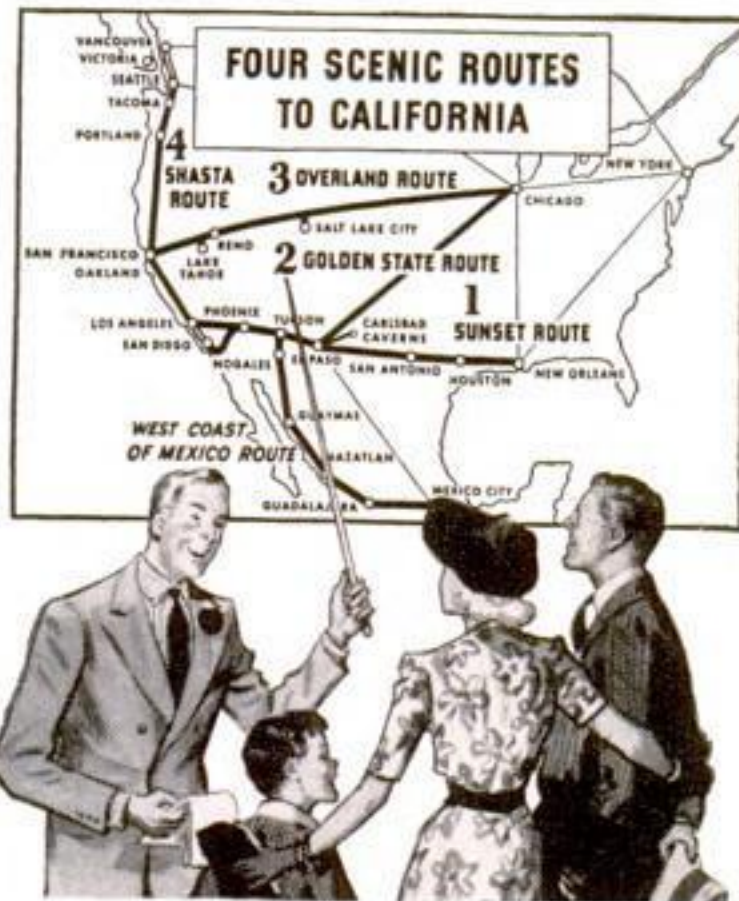 FOUR SCENIC ROUTES
TO CALIFORNIA
VANCOUVER
VICTORIA
SEATTLE
TACOMA
PORTLAND
4
SHASTA
ROUTE
3 OVERLAND ROUTE
NEW YORK
CHICAGO
SALT LAKE CITY
SAN FRANCISCO
OAKLAND
RENO
LAKE
TAHOE
2 GOLDEN STATE ROUTE
1
SUNSET ROUTE
LOS ANGELES
SAN DIEGO
PHOENIX
TUCSON
CARLSBAD
CAVERNS
NOGALES
EL PASO
SAN ANTONIO
HOUSTON
NEW ORLEANS
GUAYMAS
WEST COAST
OF MEXICO ROUTE
MAZATLAN
GUADALAJARA
MEXICO CITY